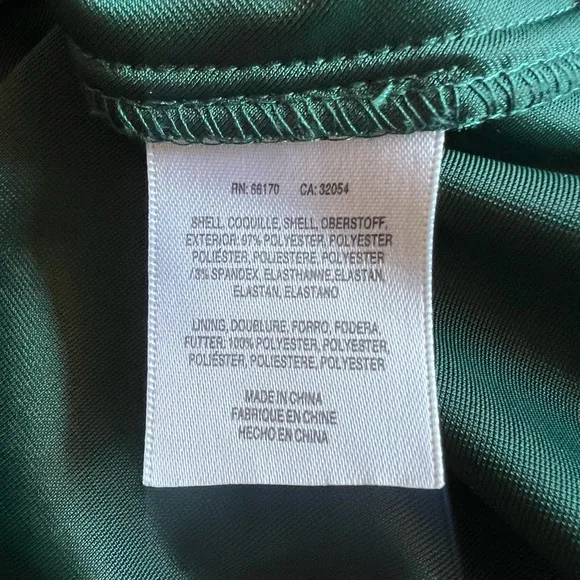 RN: 66170 CA: 32054
SHELL, COQUILLE, SHELL, OBERSTOFF,
EXTERIOR: 97% POLYESTER, POLYESTER
POLIÉSTER, POLIESTERE, POLYESTER
/ 3% SPANDEX, ELASTHANNE, ELASTAN,
ELASTAN, ELASTANO
LINING, DOUBLURE, FORRO, FODERA,
FUTTER: 100% POLYESTER, POLYESTER,
POLIÉSTER, POLIESTERE, POLYESTER
MADE IN CHINA
FABRIQUE EN CHINE
HECHO EN CHINA